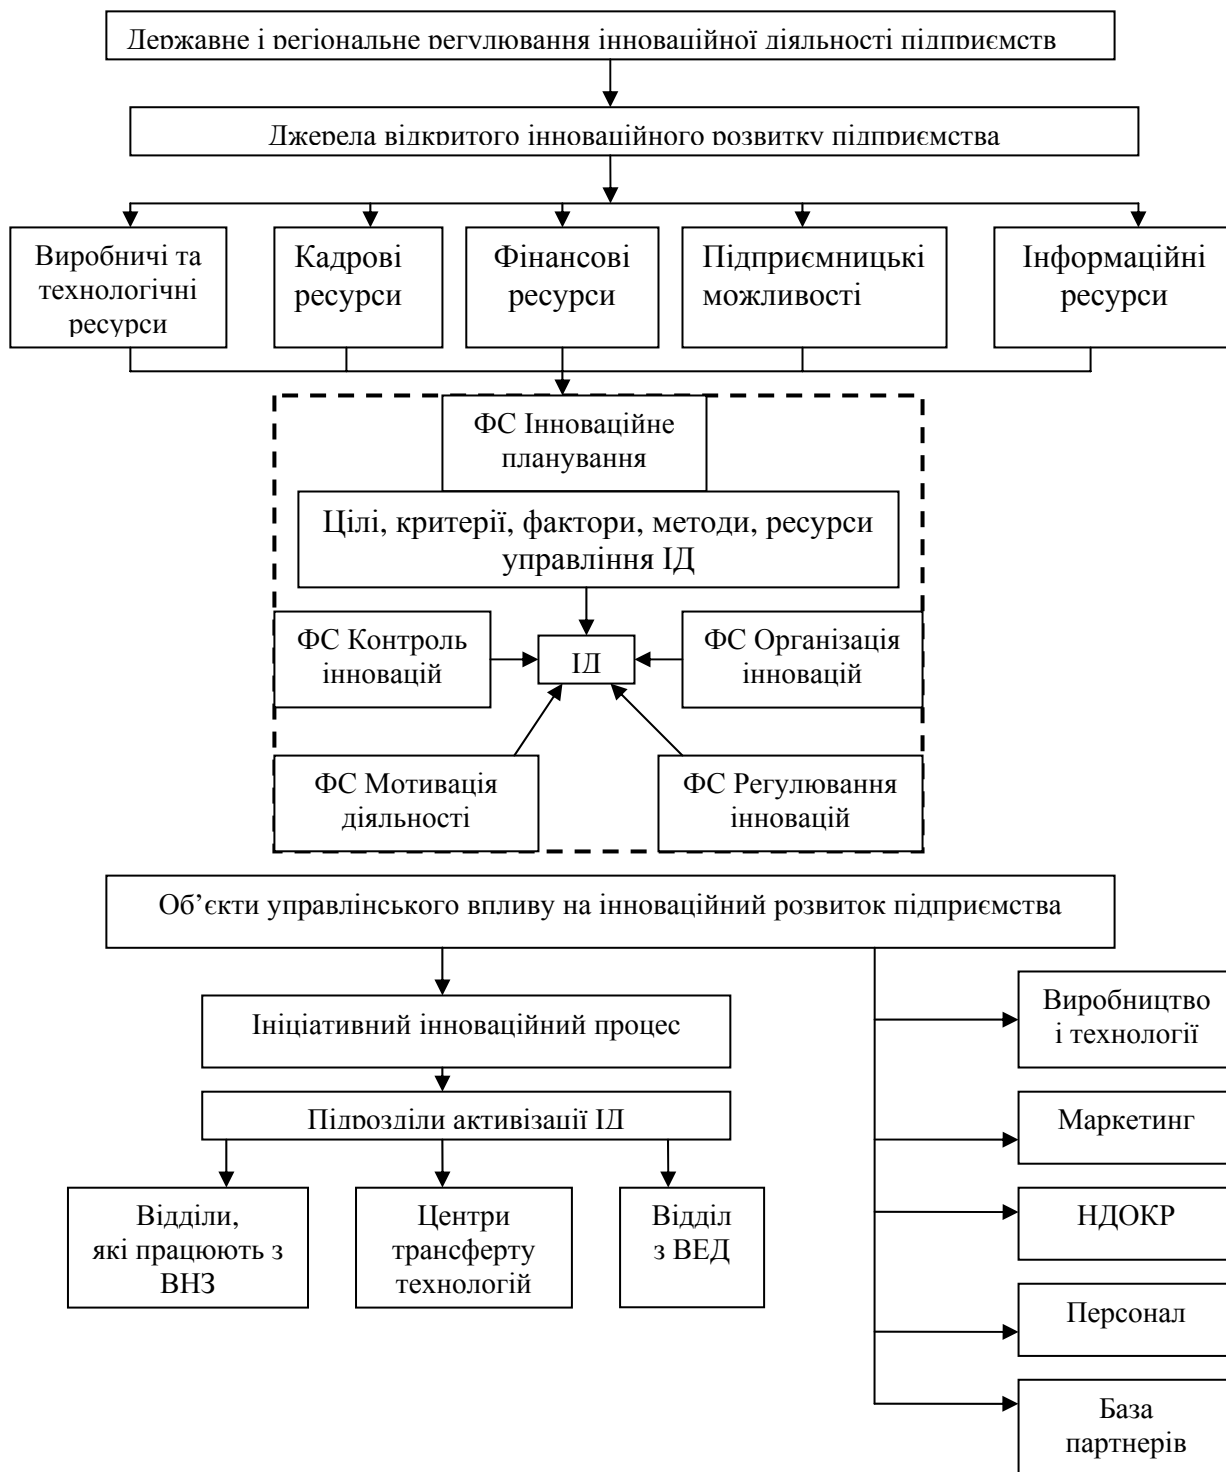 Державне і регіональне регулювання інноваційної діяльності підприємств
Джерела відкритого інноваційного розвитку підприємства
Виробничі та
технологічні
ресурси
Кадрові
ресурси
Фінансові
ресурси
Підприємницькі
можливості
Інформаційні
ресурси
ФС Інноваційне
планування
Цілі, критерії, фактори, методи, ресурси
управління ІД
ФС Контроль
інновацій
ІД
ФС Організація
інновацій
ФС Мотивація
діяльності
ФС Регулювання
інновацій
Об’єкти управлінського впливу на інноваційний розвиток підприємства
Ініціативний інноваційний процес
Підрозділи активізації ІД
Відділи,
які працюють з
ВНЗ
Центри
трансферту
технологій
Відділ
з ВЕД
Виробництво
і технології
Маркетинг
НДОКР
Персонал
База
партнерів